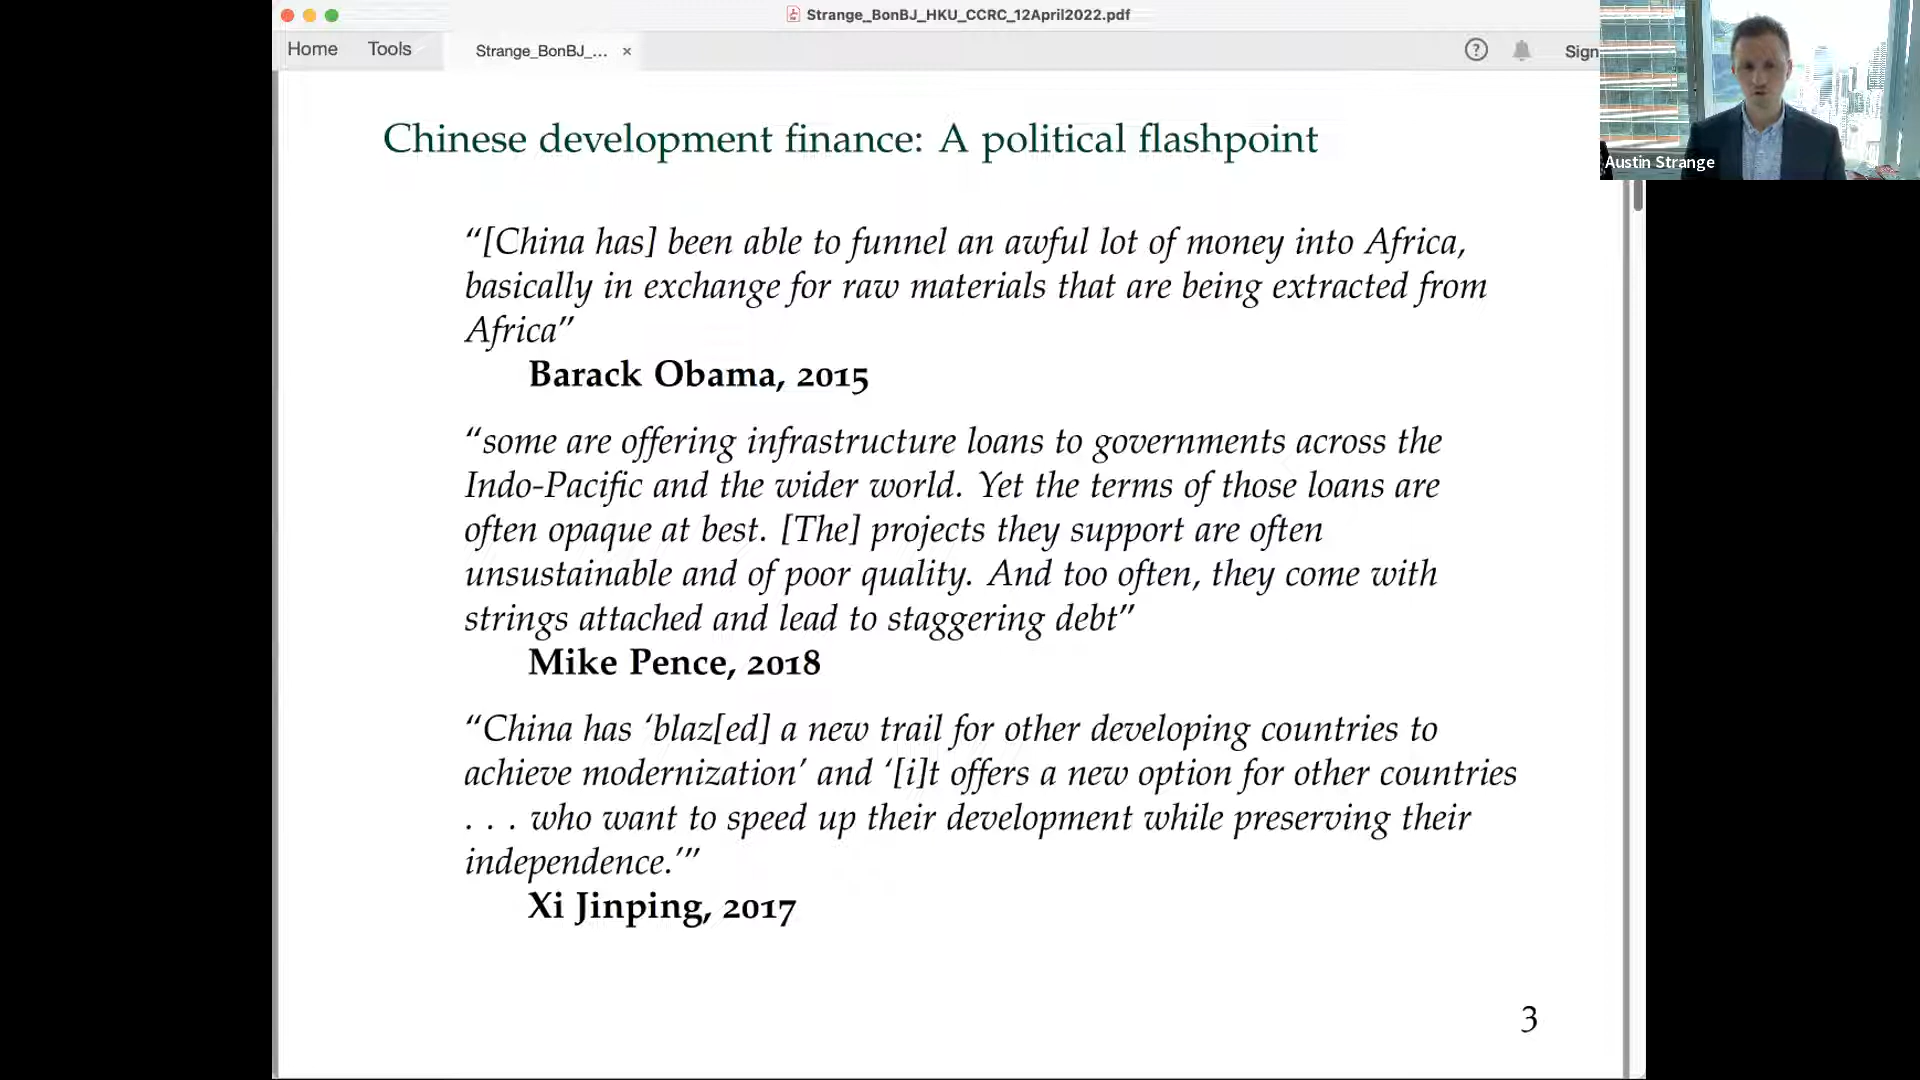 Strange_BonBJ_HKU_CCRC_12April2022.pdf
Home Tools Strange_BonBJ_... × ? Sign
Austin Strange
Chinese development finance: A political flashpoint
“[China has] been able to funnel an awful lot of money into Africa,
basically in exchange for raw materials that are being extracted from
Africa”
Barack Obama, 2015
“some are offering infrastructure loans to governments across the
Indo-Pacific and the wider world. Yet the terms of those loans are
often opaque at best. [The] projects they support are often
unsustainable and of poor quality. And too often, they come with
strings attached and lead to staggering debt”
Mike Pence, 2018
“China has ‘blaz[ed] a new trail for other developing countries to
achieve modernization’ and ‘[i]t offers a new option for other countries
. . . who want to speed up their development while preserving their
independence.’”
Xi Jinping, 2017
3